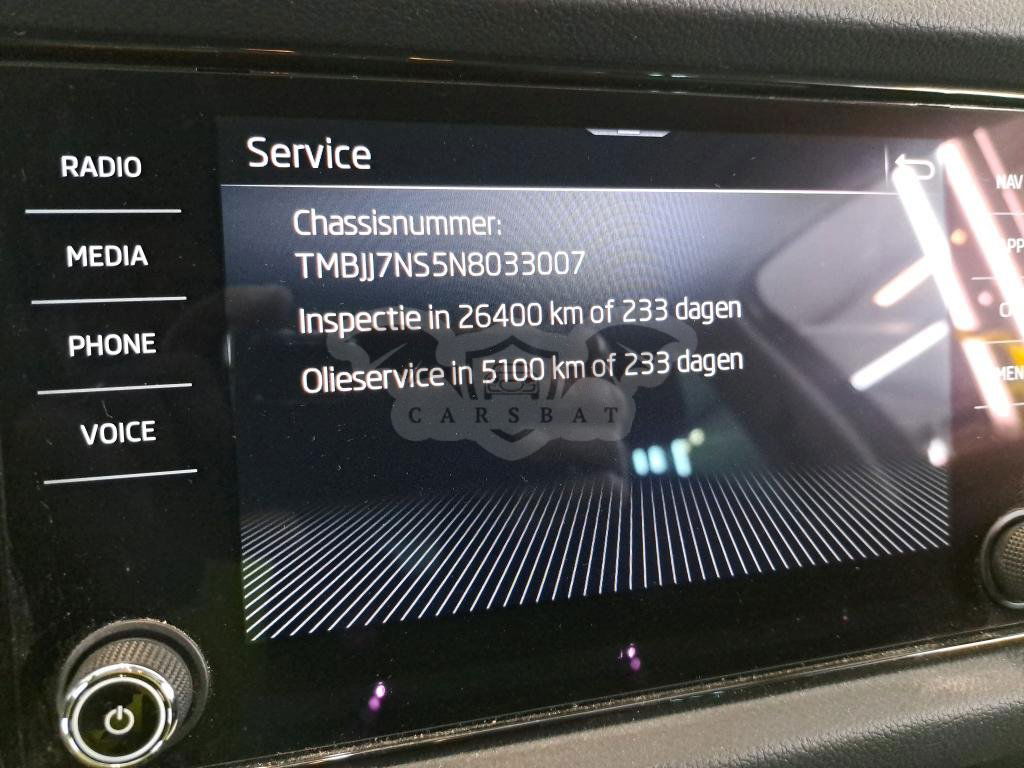 Service
RADIO
MEDIA
PHONE
VOICE
Chassisnummer:
TMBJJ7NS5N8033007
Inspectie in 26400 km of 233 dagen
Olieservice in 5100 km of 233 dagen
CARSBAT
NAV